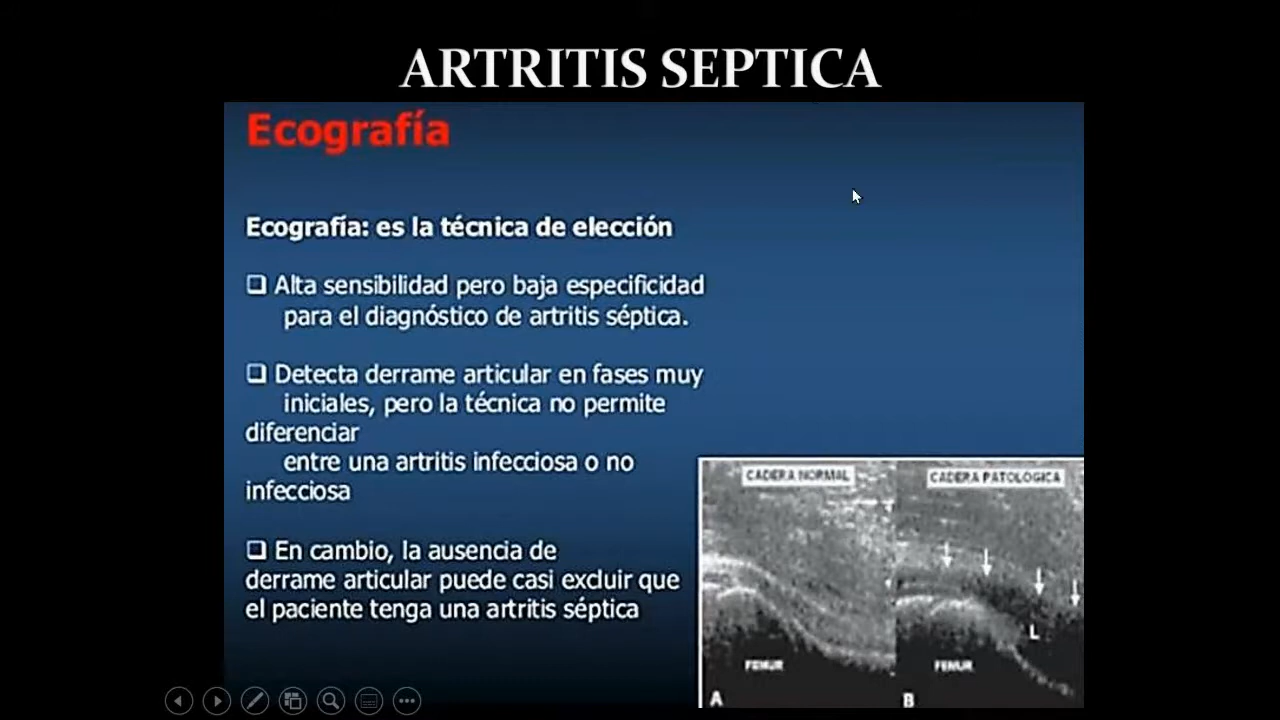 ARTRITIS SEPTICA
Ecografía
Ecografía: es la técnica de elección
❑ Alta sensibilidad pero baja especificidad
para el diagnóstico de artritis séptica.
❑ Detecta derrame articular en fases muy
iniciales, pero la técnica no permite
diferenciar
entre una artritis infecciosa o no
infecciosa
❑ En cambio, la ausencia de
derrame articular puede casi excluir que
el paciente tenga una artritis séptica
CADERA NORMAL
CADERA PATOLOGICA
L
FEMUR
FEMUR
A
B